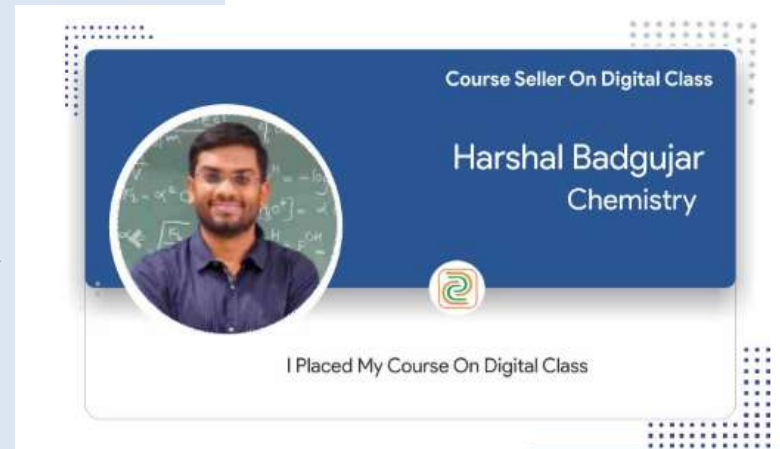 Course Seller On Digital Class
Harshal Badgujar
Chemistry
I Placed My Course On Digital Class